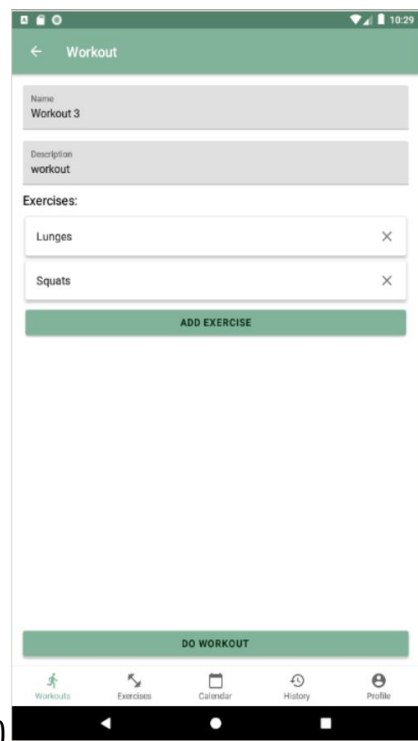 10:29
Workout
Name
Workout 3
Description
workout
Exercises:
Lunges
Squats
ADD EXERCISE
DO WORKOUT
Workouts Exercises Calendar History Profile
)